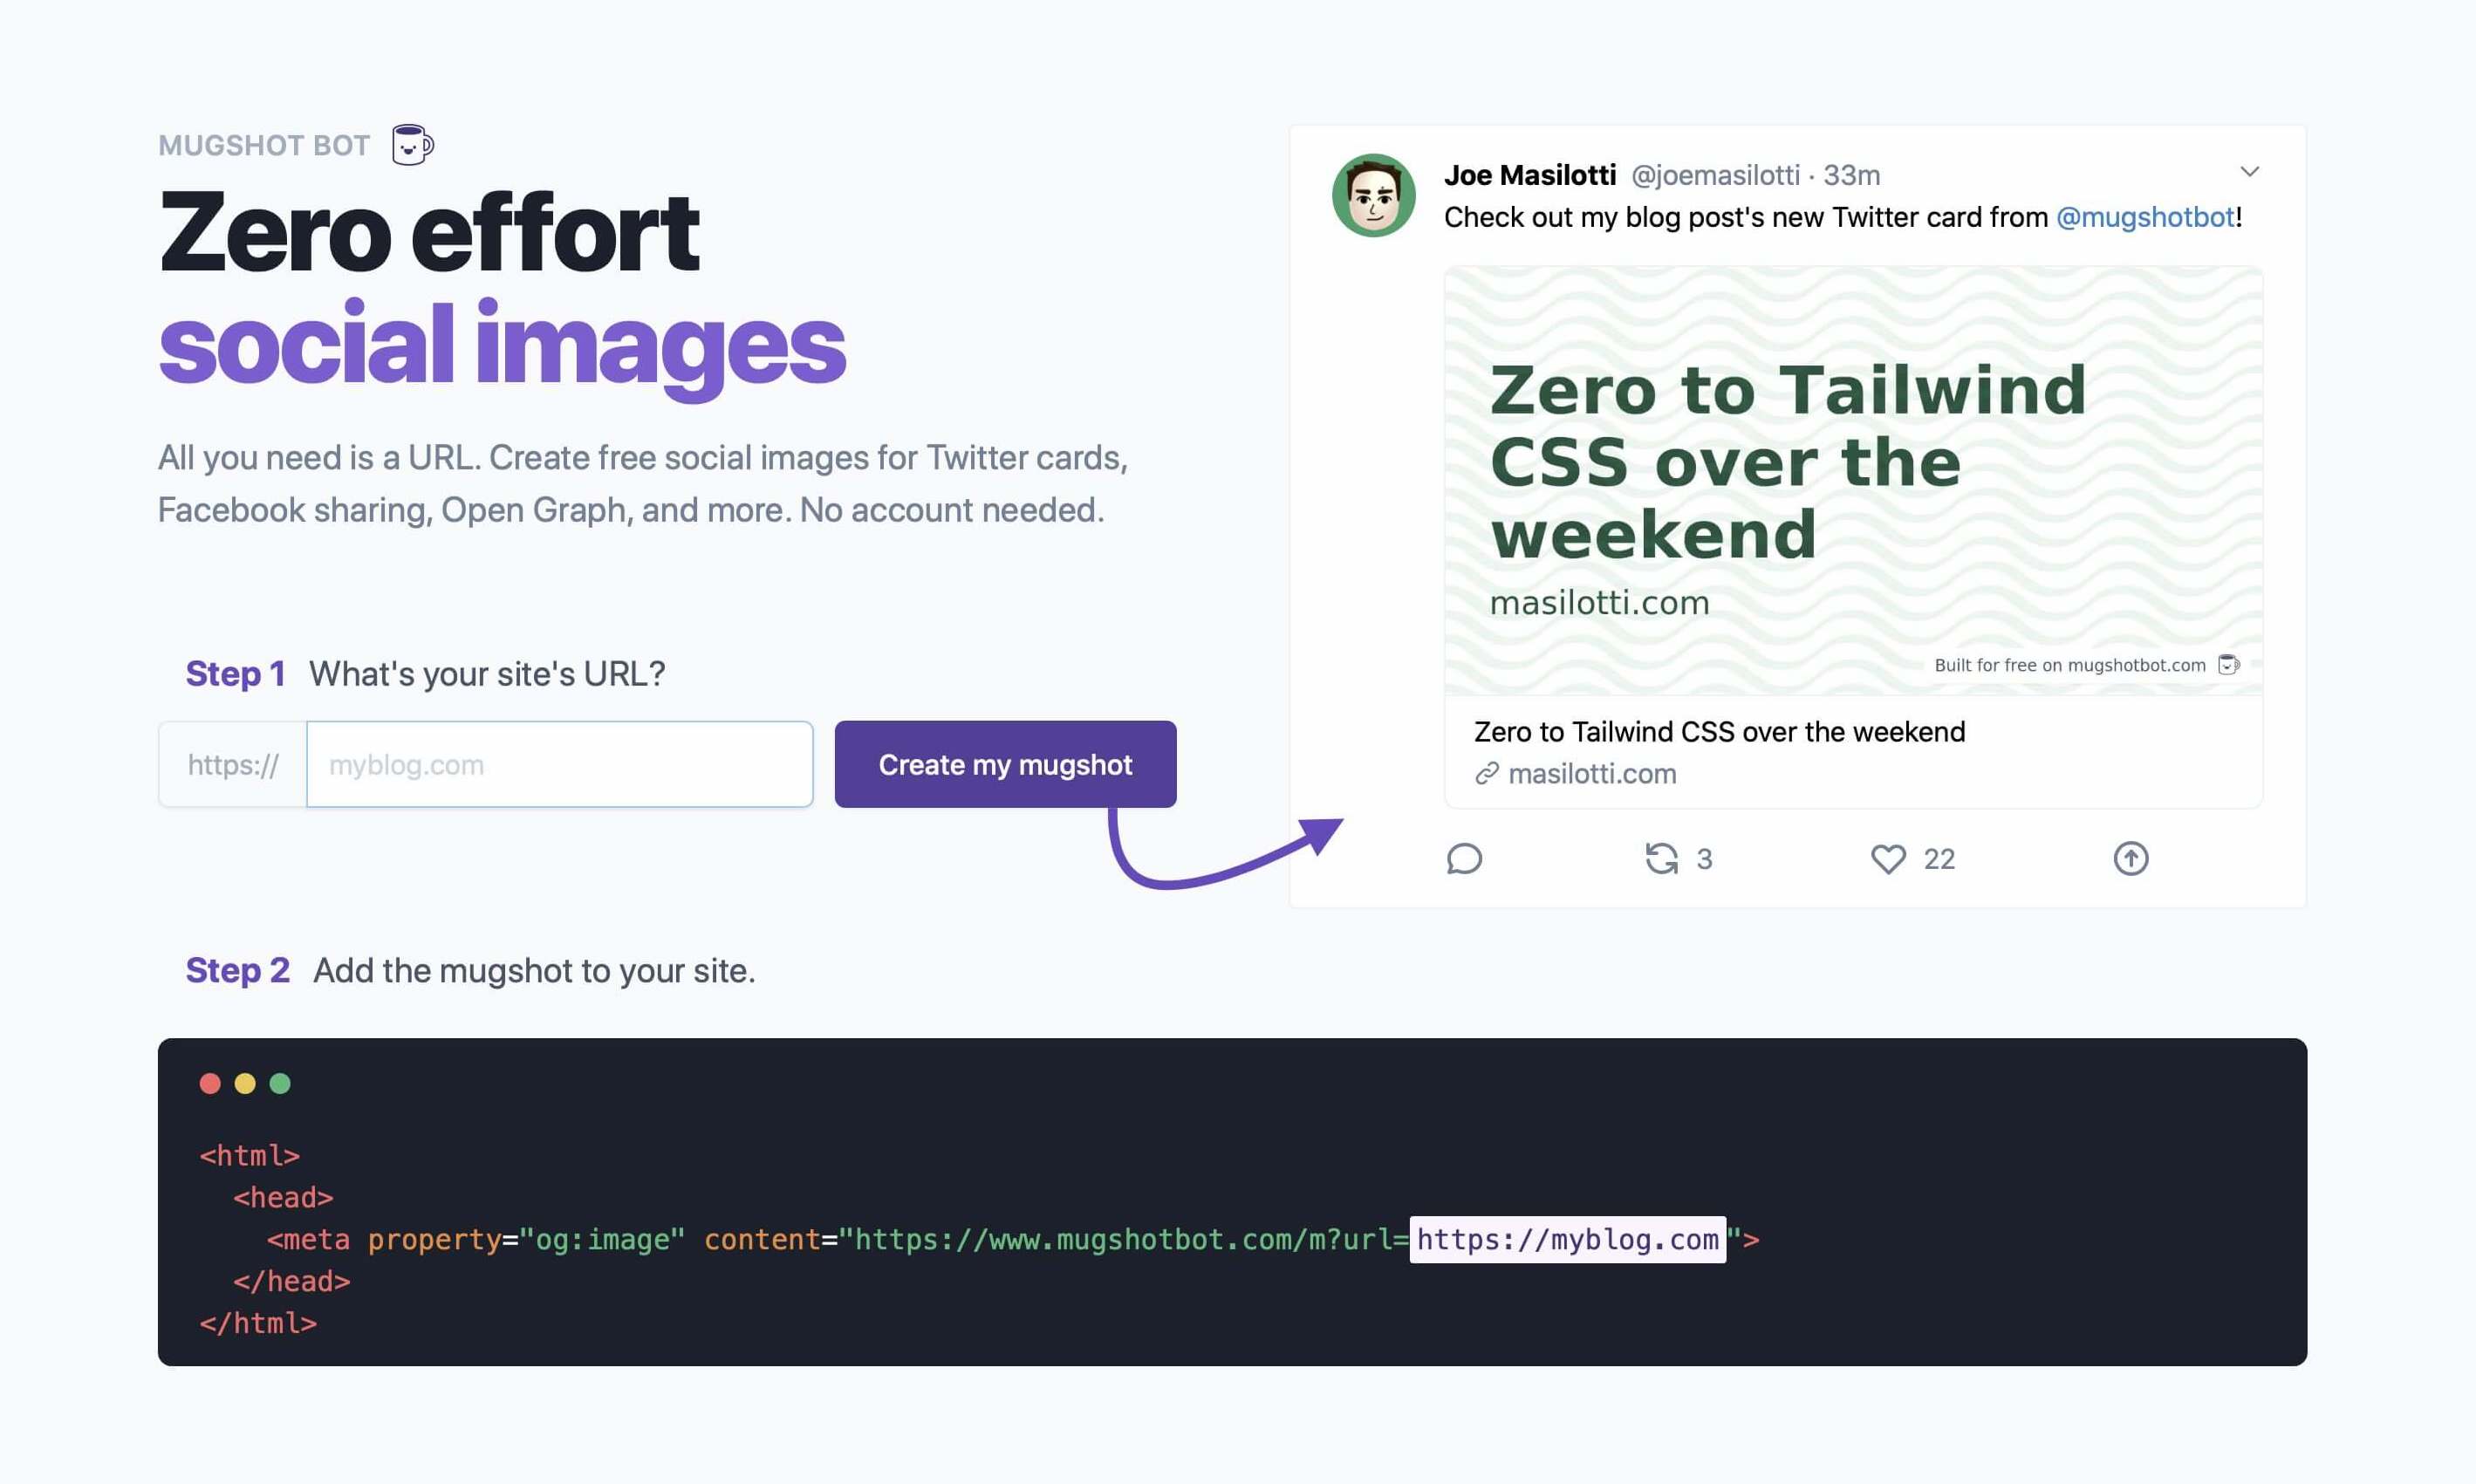 MUGSHOT BOT
Zero effort
social images
All you need is a URL. Create free social images for Twitter cards,
Facebook sharing, Open Graph, and more. No account needed.
Step 1 What's your site's URL?
https:// myblog.com
Create my mugshot
Joe Masilotti @joemasilotti · 33m
Check out my blog post's new Twitter card from @mugshotbot!
Zero to Tailwind
CSS over the
weekend
masilotti.com
Built for free on mugshotbot.com
Zero to Tailwind CSS over the weekend
masilotti.com
3 22
Step 2 Add the mugshot to your site.
<html>
  <head>
    <meta property="og:image" content="https://www.mugshotbot.com/m?url=https://myblog.com">
  </head>
</html>